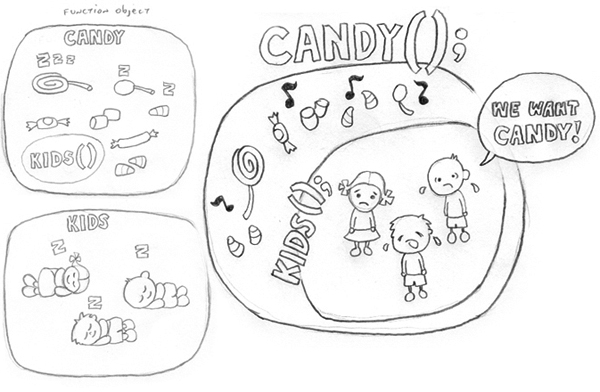 FUNCTION OBJECT
CANDY
Z Z Z
Z
Z
KIDS()
KIDS
Z
Z
Z
CANDY();
WE WANT
CANDY!
KIDS();